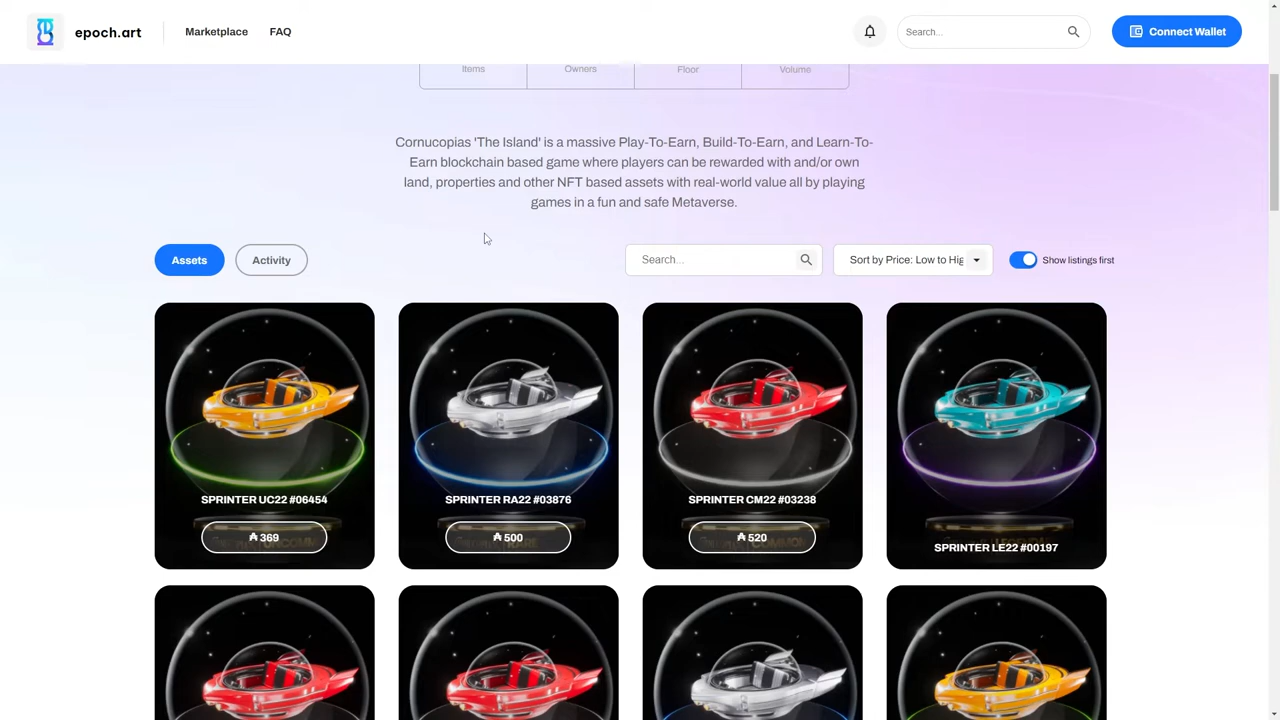 epoch.art
Marketplace
FAQ
Search...
Connect Wallet
Items
Owners
Floor
Volume
Cornucopias 'The Island' is a massive Play-To-Earn, Build-To-Earn, and Learn-To-
Earn blockchain based game where players can be rewarded with and/or own
land, properties and other NFT based assets with real-world value all by playing
games in a fun and safe Metaverse.
Assets
Activity
Search...
Sort by Price: Low to Hig
Show listings first
SPRINTER UC22 #06454
SPRINTER RA22 #03876
SPRINTER CM22 #03238
SPRINTER LE22 #00197
₳ 369
₳ 500
₳ 520